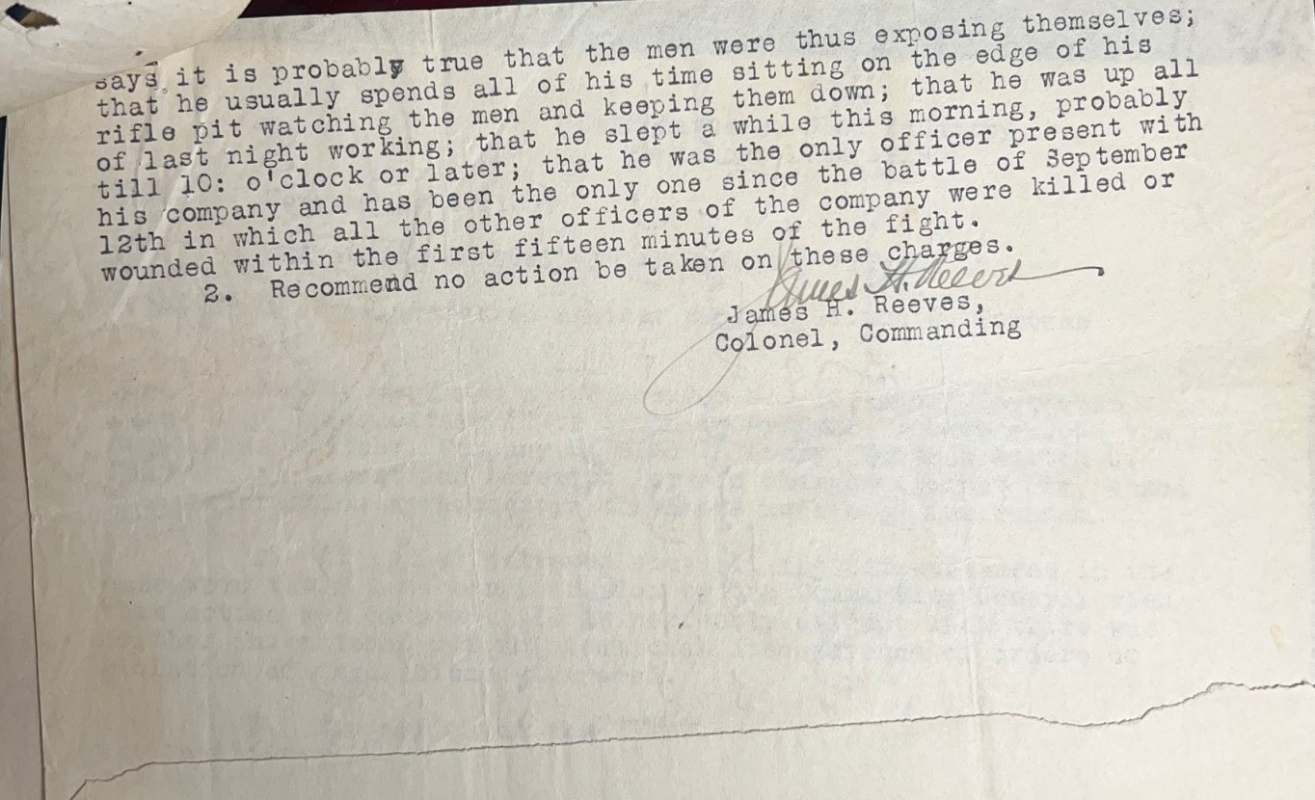 says it is probably true that the men were thus exposing themselves;
that he usually spends all of his time sitting on the edge of his
rifle pit watching the men and keeping them down; that he was up all
of last night working; that he slept a while this morning, probably
till 10: o'clock or later; that he was the only officer present with
his company and has been the only one since the battle of September
12th in which all the other officers of the company were killed or
wounded within the first fifteen minutes of the fight.
2. Recommend no action be taken on these charges.
James H. Reeves
James H. Reeves,
Colonel, Commanding